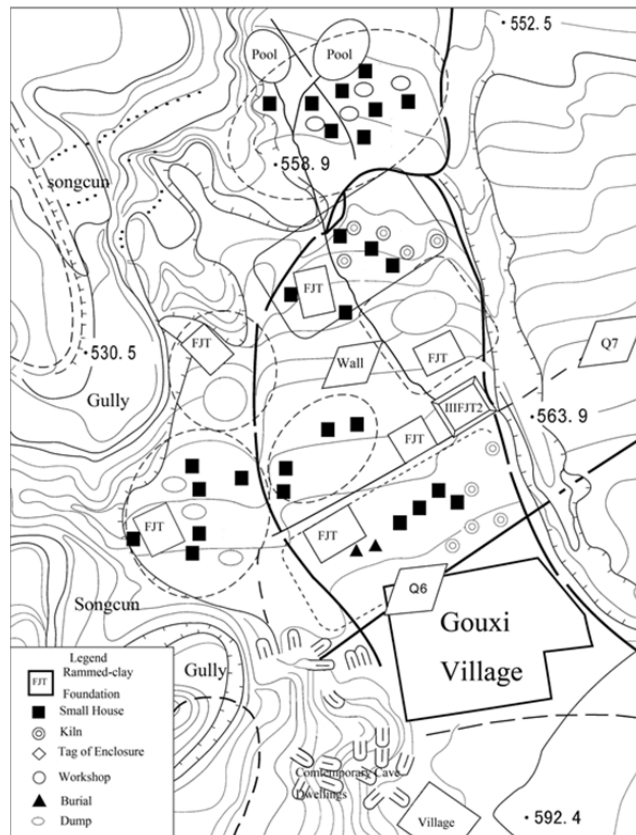 552.5
Pool
Pool
558.9
songcun
FJT
FJT
Wall
FJT
Q7
530.5
Gully
IIIFJT2
563.9
FJT
FJT
FJT
Q6
Gouxi
Village
Songcun
Gully
Legend
FJT
Rammed-clay
Foundation
Small House
Kiln
Tag of Enclosure
Workshop
Burial
Dump
Comtemporary Cave
Dwellings
Village
592.4